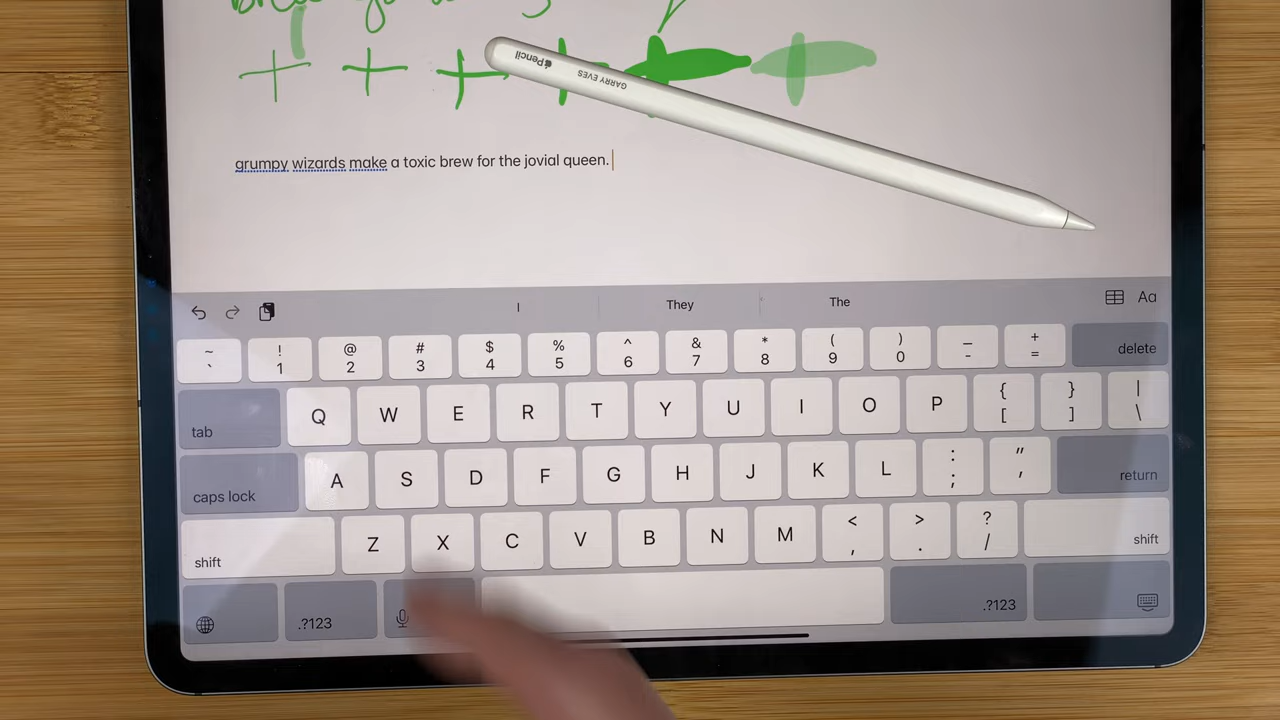 grumpy wizards make a toxic brew for the jovial queen.
Pencil
GARRY EVES
I They The Aa
~ ! @ # $ % ^ & * ( ) _ +
` 1 2 3 4 5 6 7 8 9 0 - = delete
tab Q W E R T Y U I O P { [ } ] | \
caps lock A S D F G H J K L : ; " ' return
shift Z X C V B N M < , > . ? / shift
.?123 .?123